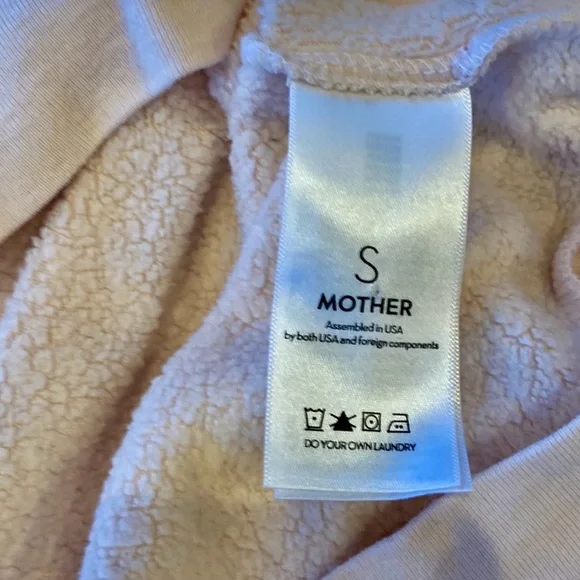 S
MOTHER
Assembled in USA
by both USA and foreign components
DO YOUR OWN LAUNDRY